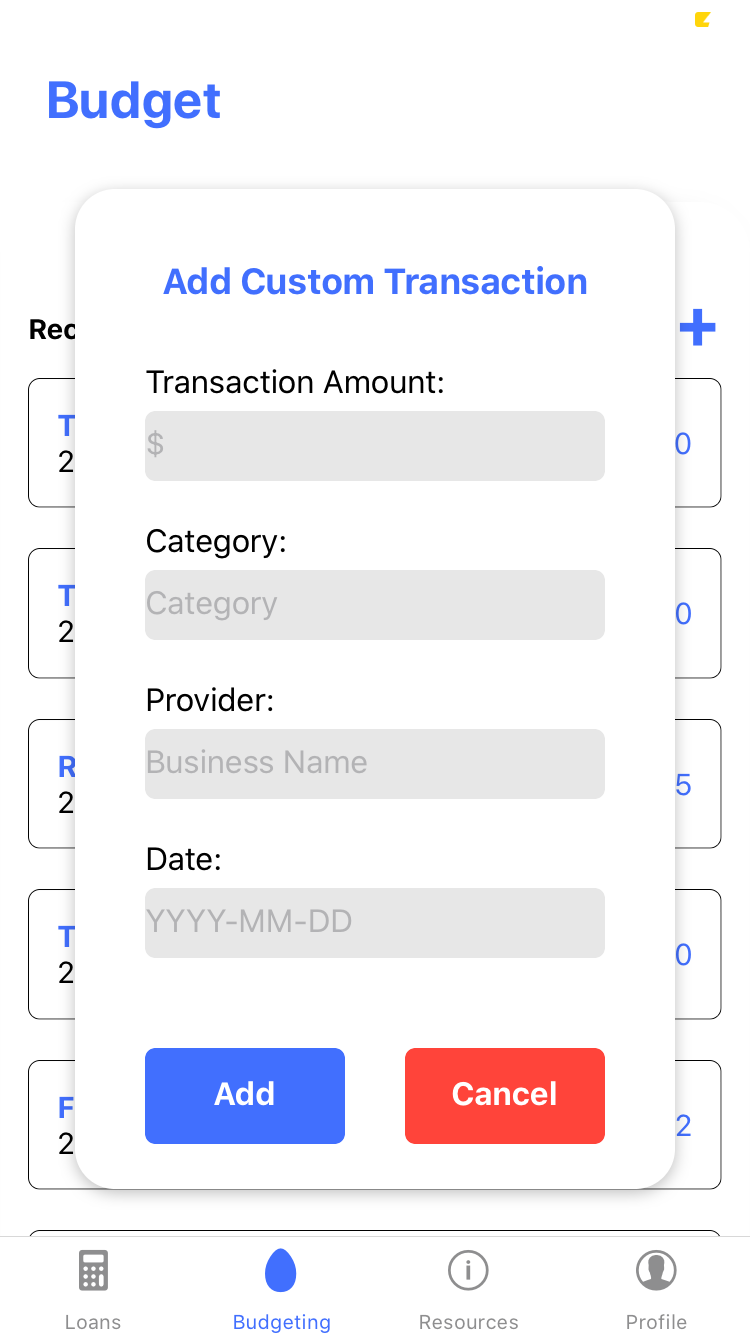 Budget
Add Custom Transaction
Rec
Transaction Amount:
T
2
0
$
Category:
T
2
0
Category
Provider:
R
2
5
Business Name
Date:
T
2
0
YYYY-MM-DD
F
2
2
Add
Cancel
Loans
Budgeting
Resources
Profile